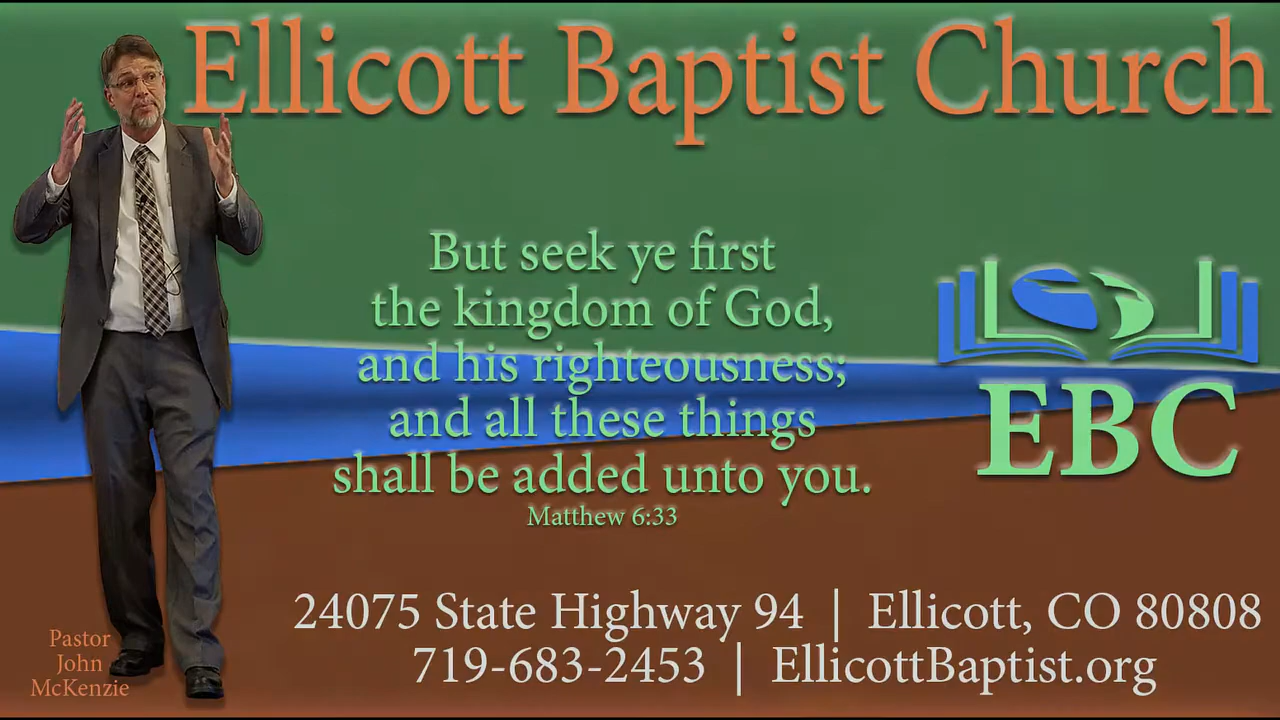 Ellicott Baptist Church
But seek ye first
the kingdom of God,
and his righteousness;
and all these things
shall be added unto you.
Matthew 6:33
EBC
24075 State Highway 94 | Ellicott, CO 80808
719-683-2453 | EllicottBaptist.org
Pastor
John
McKenzie